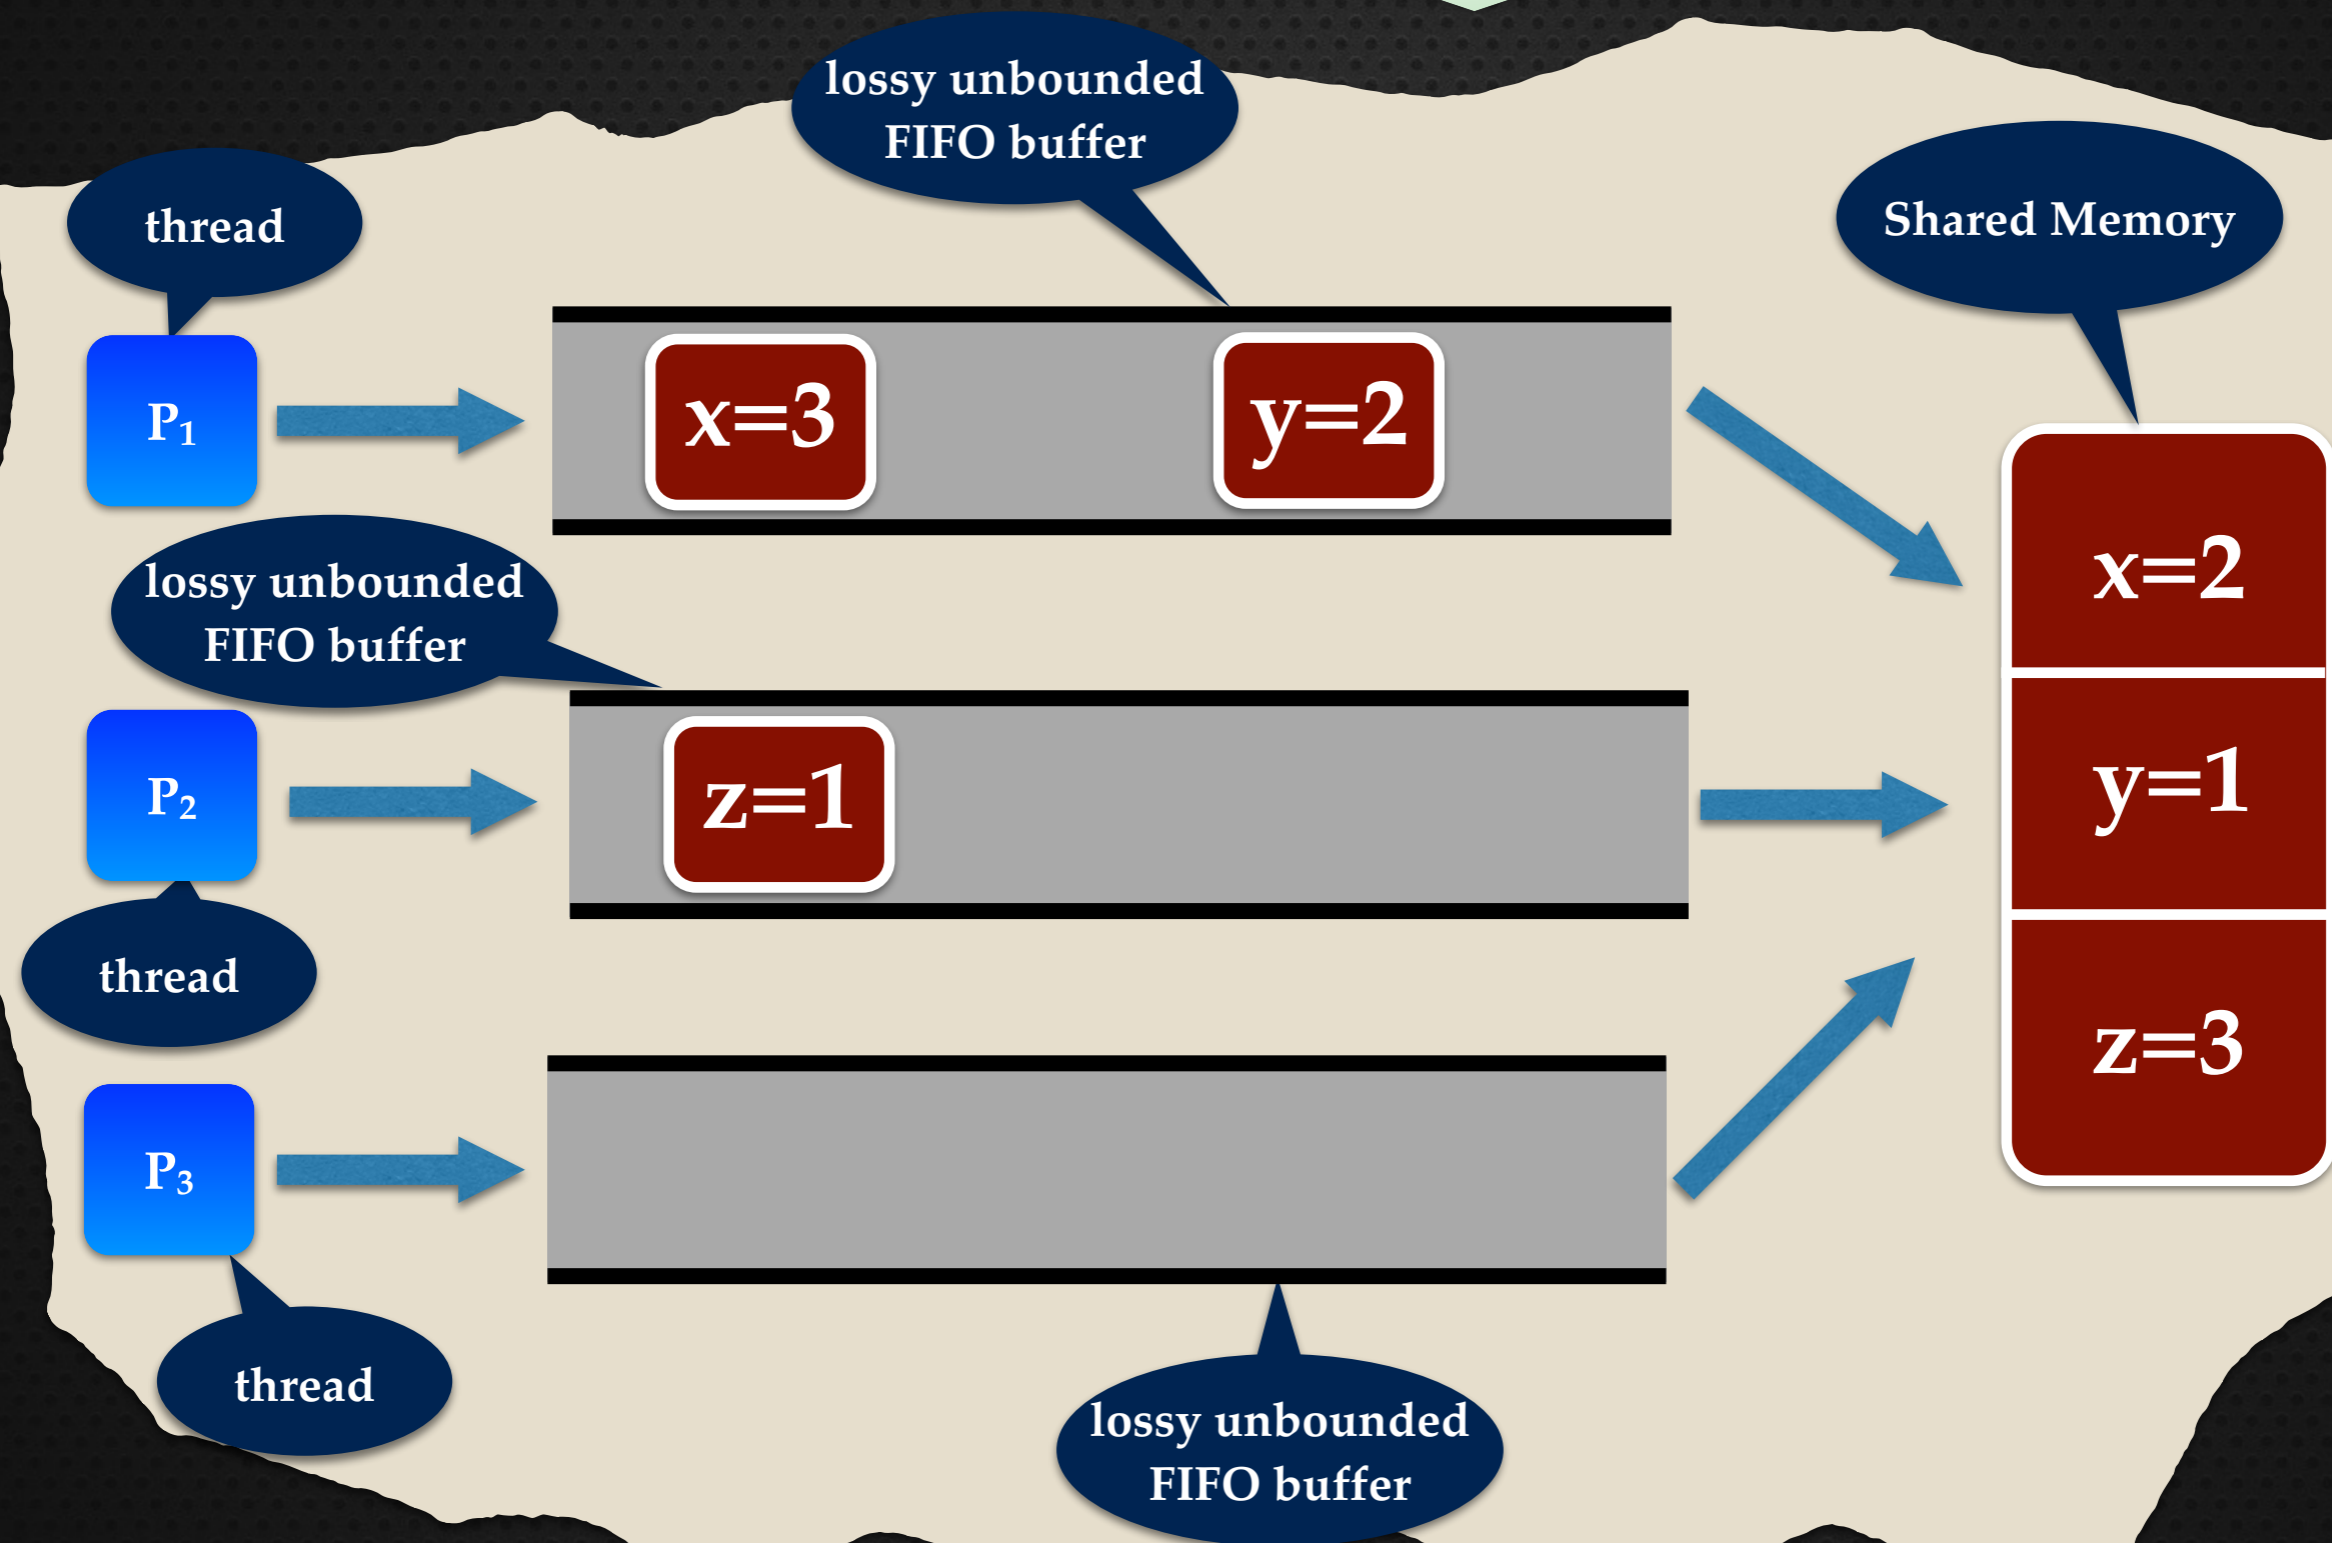 lossy unbounded
FIFO buffer
thread
Shared Memory
P₁
x=3
y=2
x=2
lossy unbounded
FIFO buffer
P₂
z=1
y=1
thread
P₃
z=3
thread
lossy unbounded
FIFO buffer